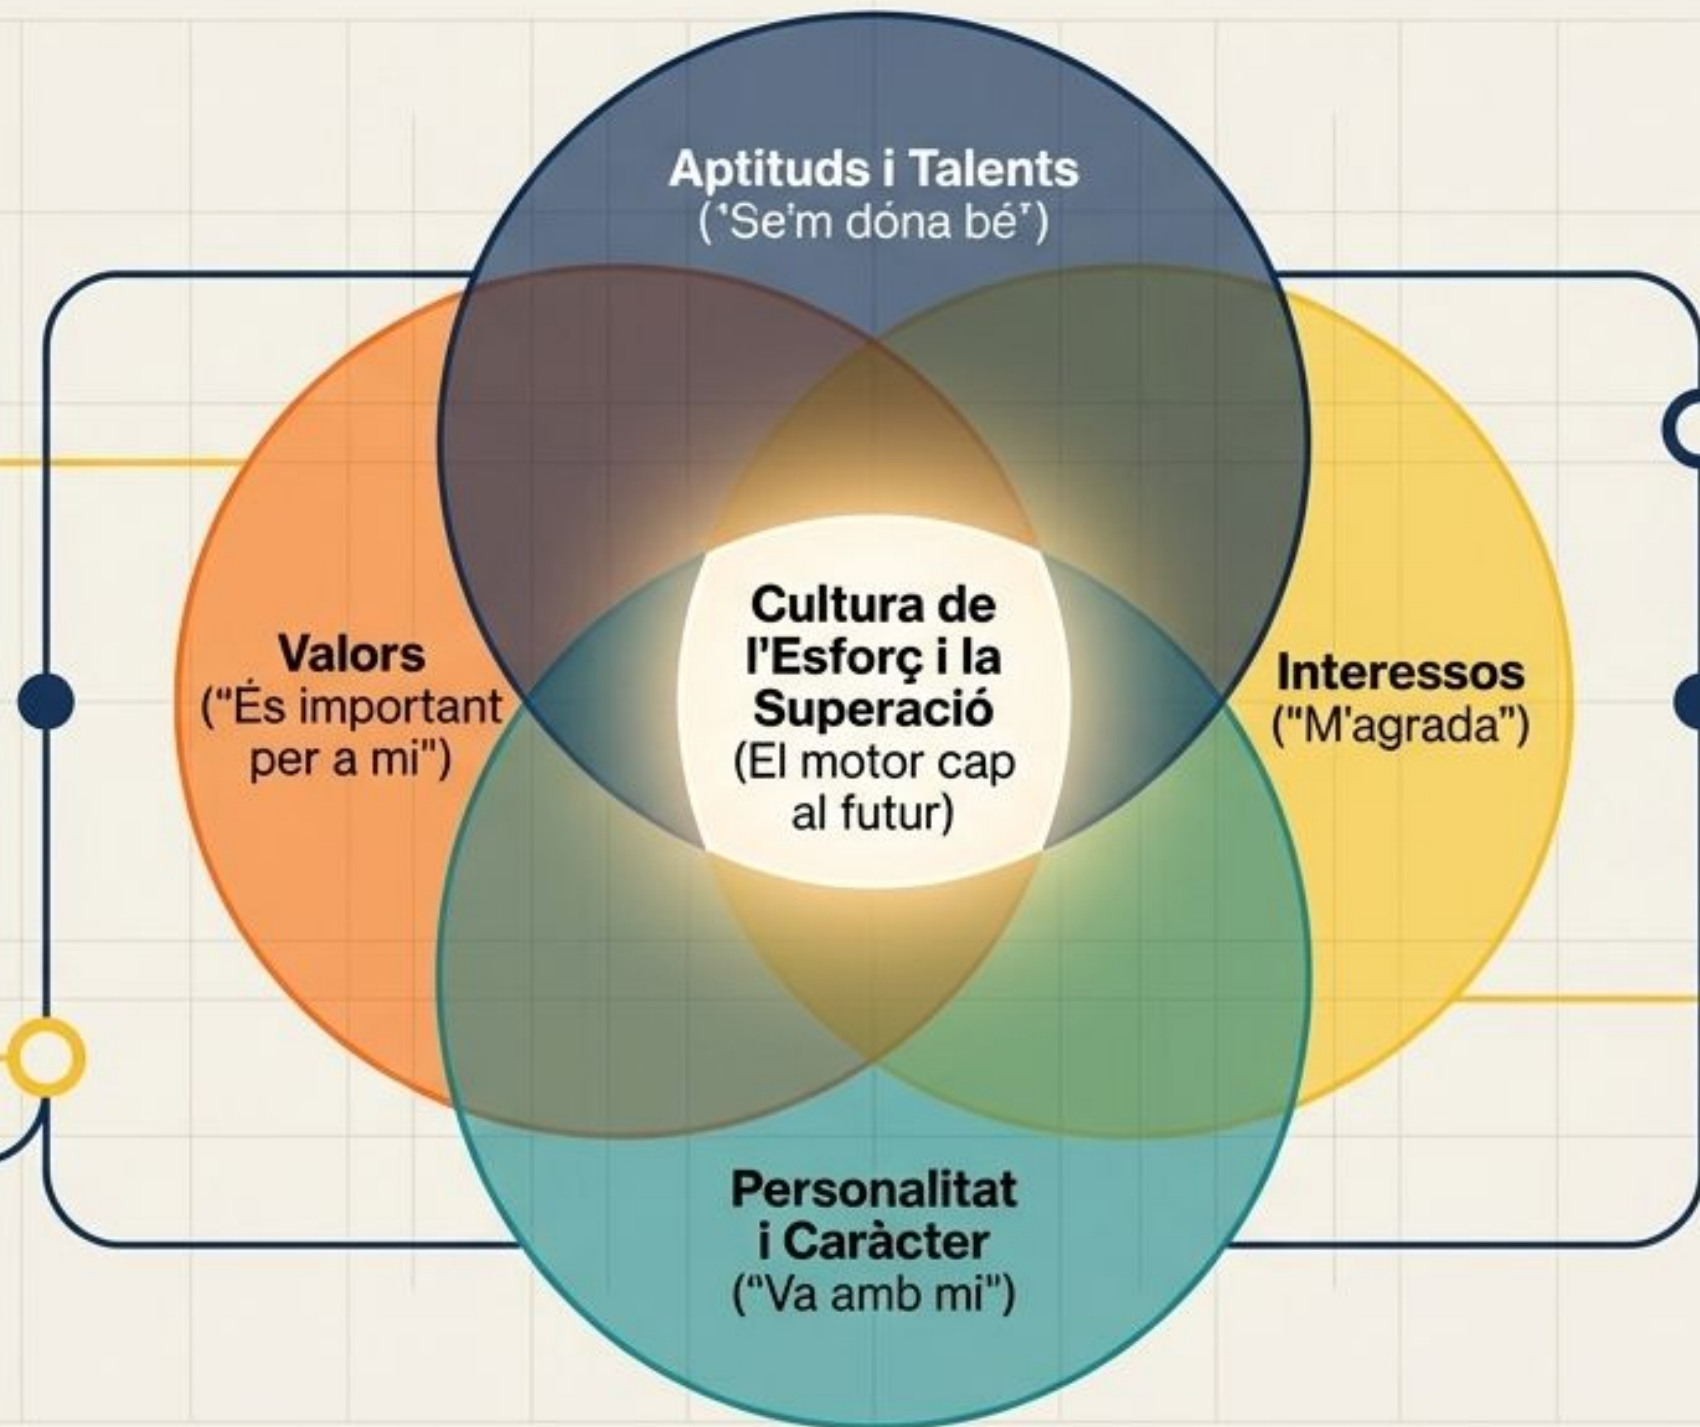 Aptituds i Talents
("Se'm dóna bé")
Valors
("És important
per a mi")
Cultura de
l'Esforç i la
Superació
(El motor cap
al futur)
Interessos
("M'agrada")
Personalitat
i Caràcter
("Va amb mi")